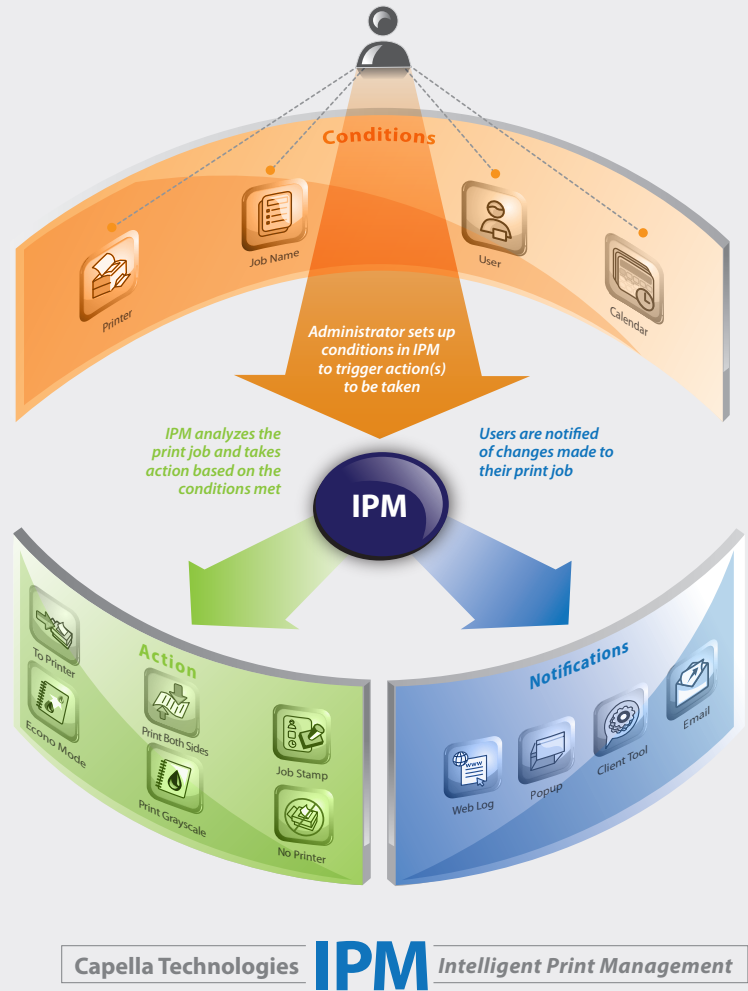 Conditions
Printer
Job Name
User
Calendar
Administrator sets up
conditions in IPM
to trigger action(s)
to be taken
IPM analyzes the
print job and takes
action based on the
conditions met
Users are notified
of changes made to
their print job
IPM
Action
To Printer
Econo Mode
Print Both Sides
Print Grayscale
Job Stamp
No Printer
Notifications
www
Web Log
Popup
Client Tool
Email
Capella Technologies IPM Intelligent Print Management